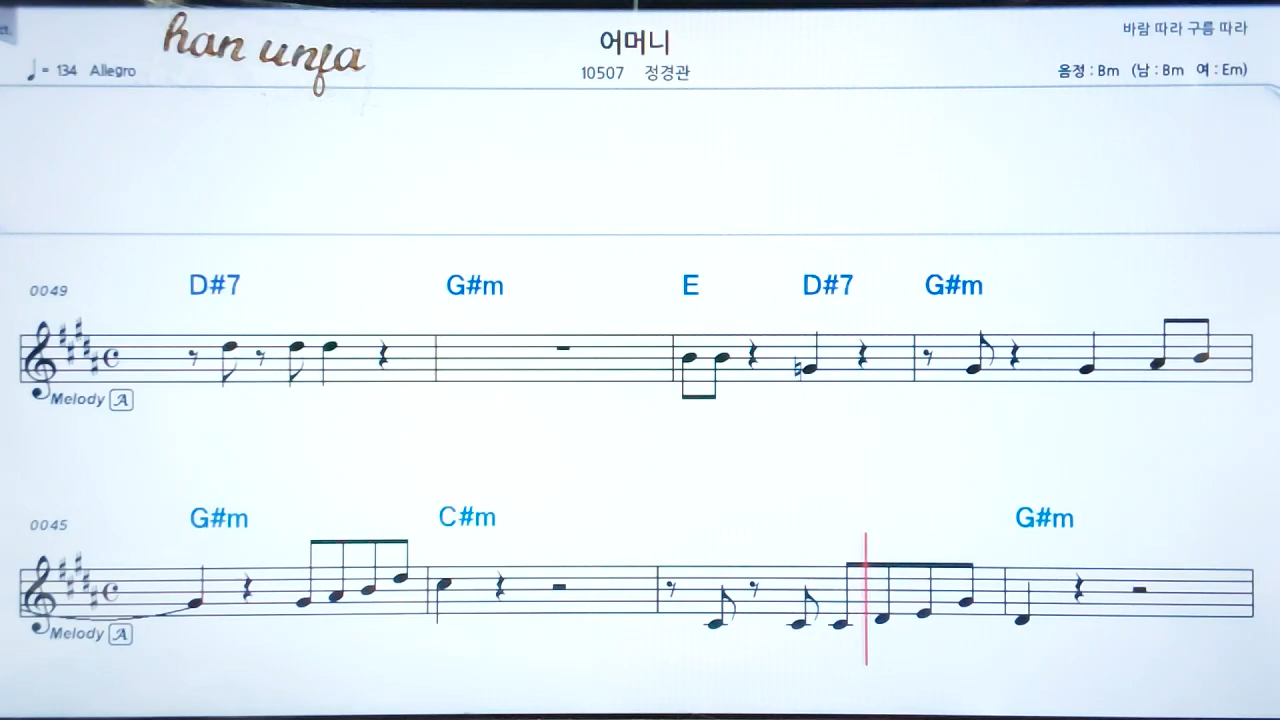 ct.
han unja
어머니
바람 따라 구름 따라
♩= 134 Allegro
10507 정경관
음정 : Bm (남 : Bm 여 : Em)
0049 D#7 G#m E D#7 G#m
Melody A
0045 G#m C#m G#m
Melody A